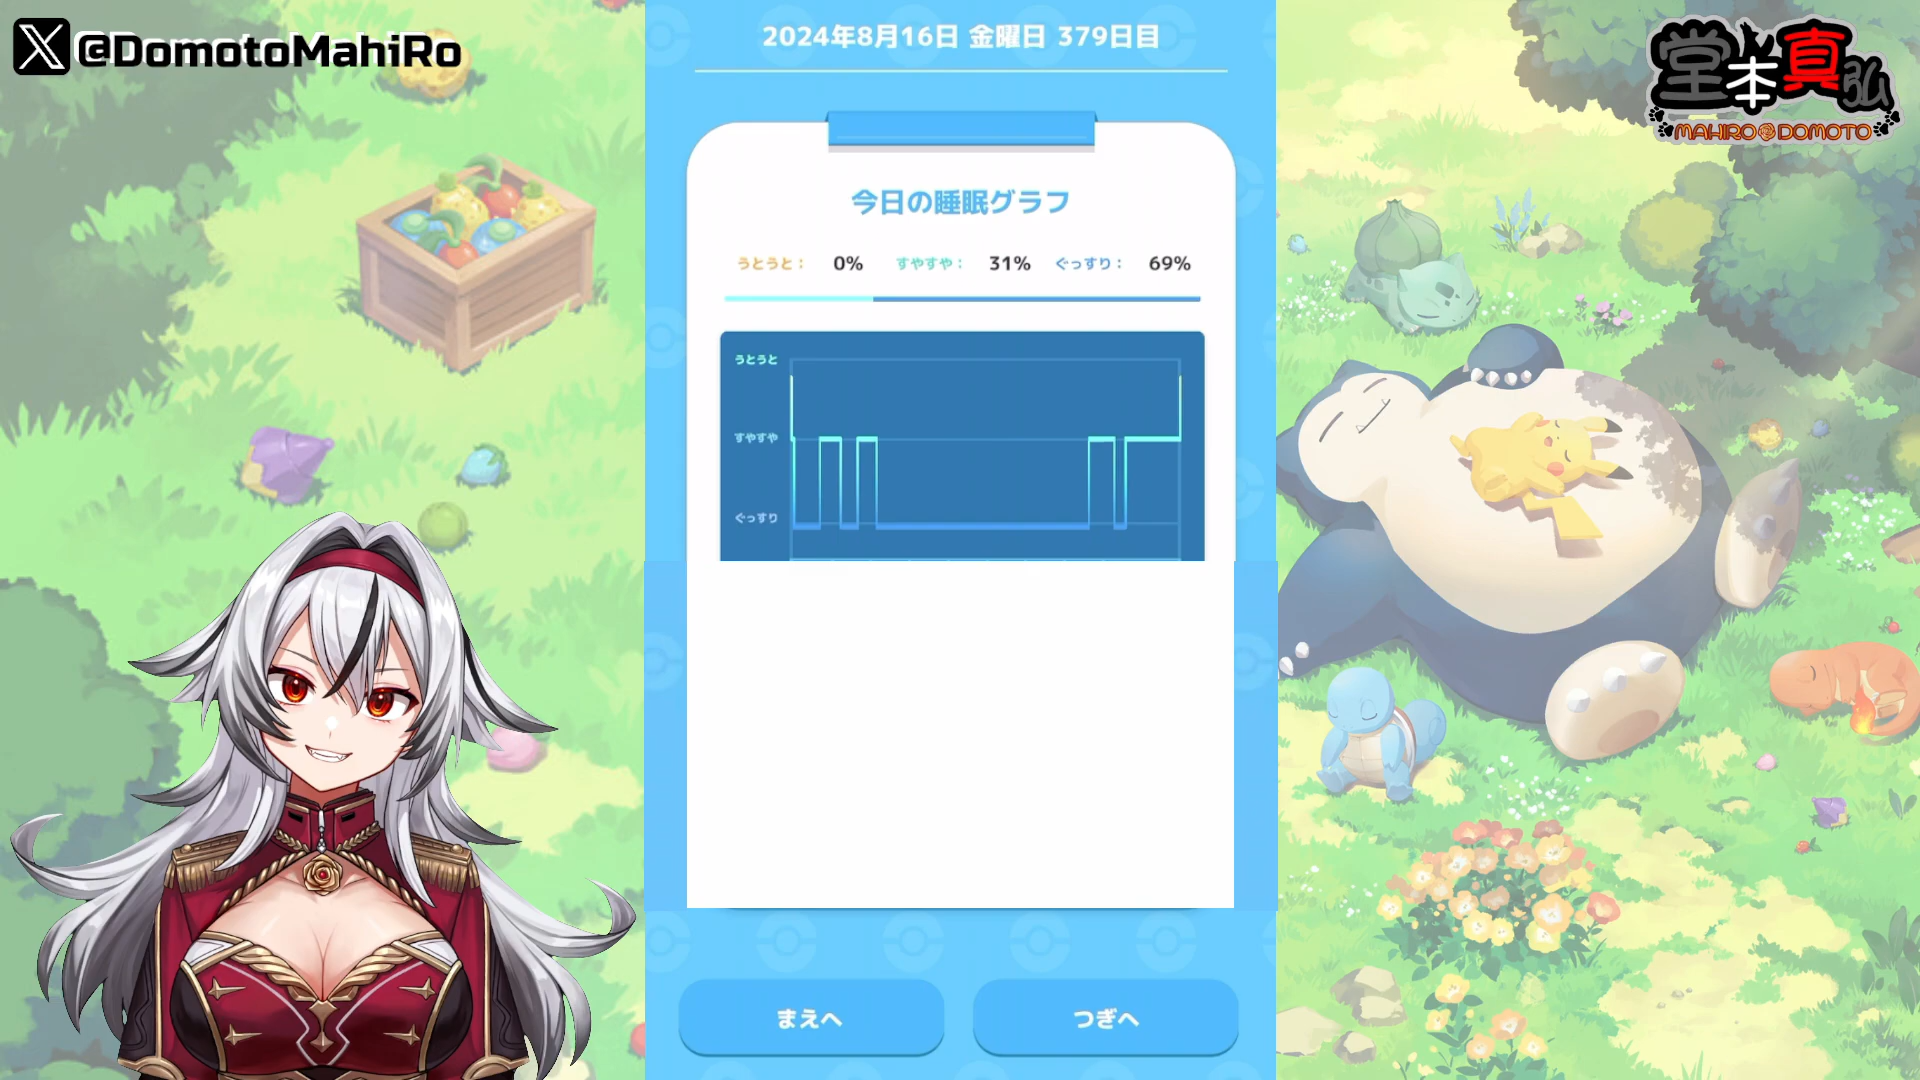 @DomotoMahiRo
2024年8月16日 金曜日 379日目
堂本真弘
MAHIRO DOMOTO
今日の睡眠グラフ
うとうと： 0% すやすや： 31% ぐっすり： 69%
うとうと
すやすや
ぐっすり
まえへ
つぎへ